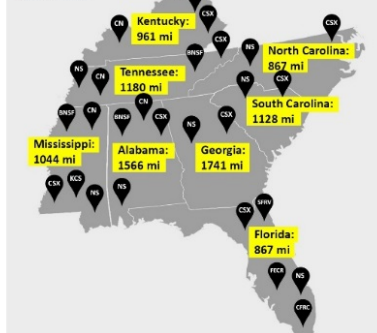 CSX
CN
Kentucky:
961 mi
CSX
CSX
BNSF
NS
North Carolina:
867 mi
NS
CN
Tennessee:
1180 mi
NS
CSX
South Carolina:
1128 mi
BNSF
CN
BNSF
CN
CSX
NS
CSX
Mississippi:
1044 mi
Alabama:
1566 mi
Georgia:
1741 mi
CSX
KCS
NS
NS
CSX
SFRV
Florida:
867 mi
FECR
NS
CFRC